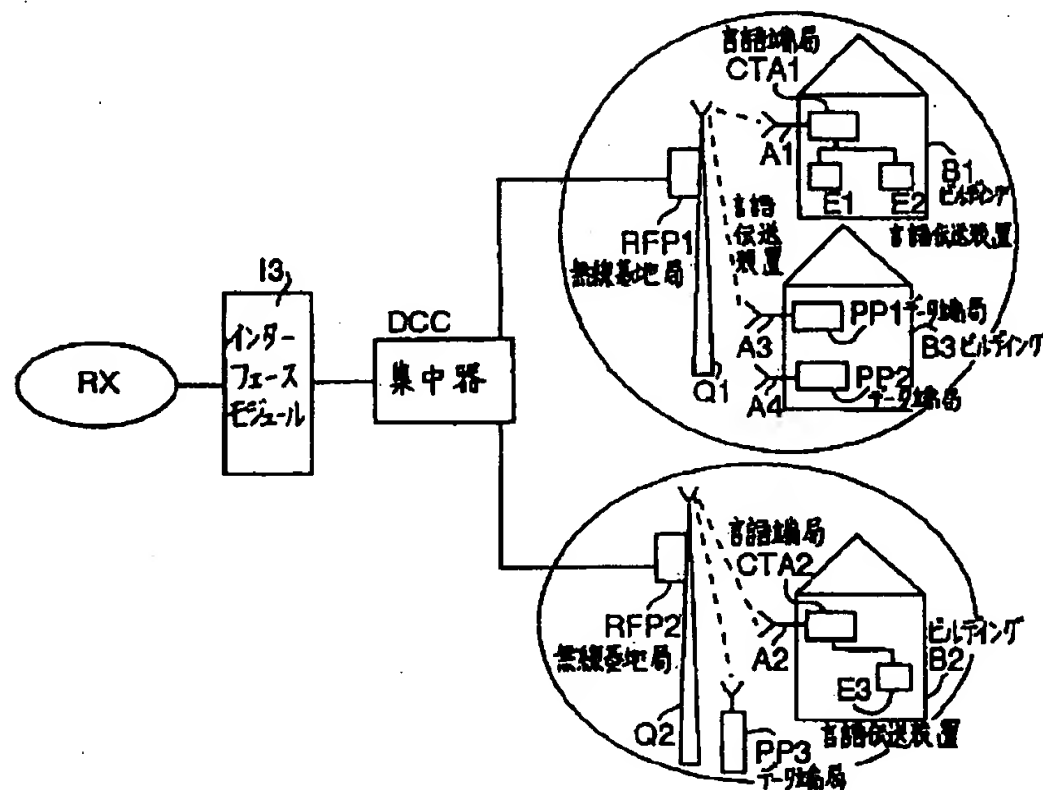 言語端局
CTA1
A1
E1
E2
B1
ビルディング
言語伝送装置
RFP1
無線基地局
言語
伝送
装置
I3
インター
フェース
モジュール
RX
DCC
集中器
A3
PP1 データ端局
B3 ビルディング
Q1
A4
PP2
データ端局
言語端局
CTA2
RFP2
無線基地局
A2
ビルディング
B2
E3
Q2
言語伝送装置
PP3
データ端局